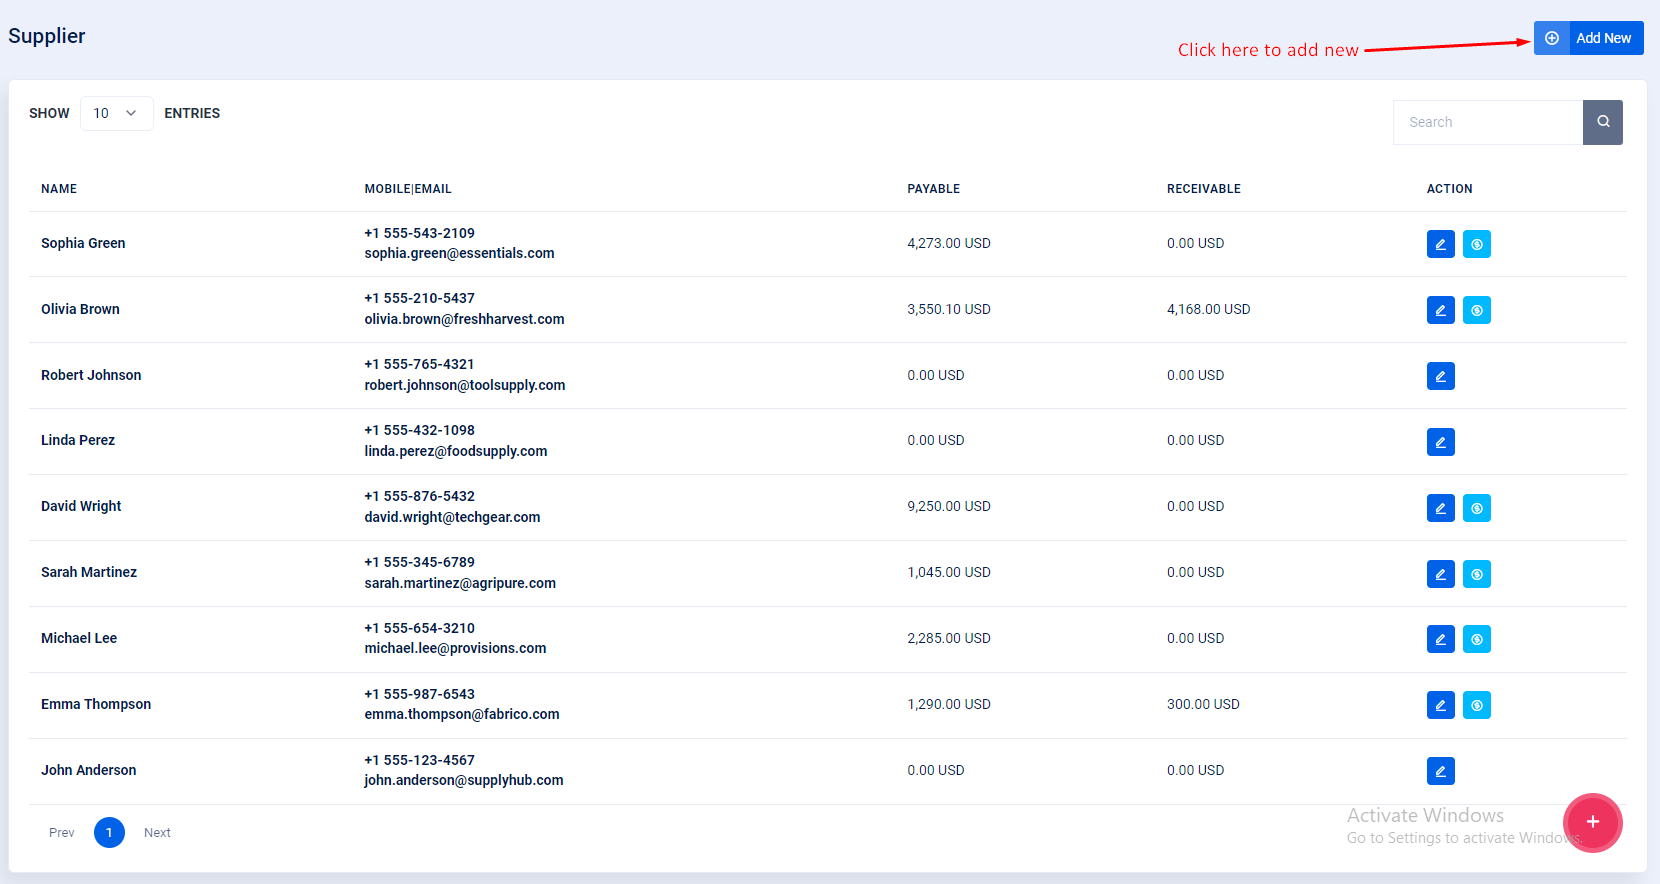 Supplier
Click here to add new
Add New
SHOW 10 ENTRIES
Search
NAME MOBILE|EMAIL PAYABLE RECEIVABLE ACTION
+1 555-543-2109
Sophia Green 4,273.00 USD 0.00 USD
sophia.green@essentials.com
+1 555-210-5437
Olivia Brown 3,550.10 USD 4,168.00 USD
olivia.brown@freshharvest.com
+1 555-765-4321
Robert Johnson 0.00 USD 0.00 USD
robert.johnson@toolsupply.com
+1 555-432-1098
Linda Perez 0.00 USD 0.00 USD
linda.perez@foodsupply.com
+1 555-876-5432
David Wright 9,250.00 USD 0.00 USD
david.wright@techgear.com
+1 555-345-6789
Sarah Martinez 1,045.00 USD 0.00 USD
sarah.martinez@agripure.com
+1 555-654-3210
Michael Lee 2,285.00 USD 0.00 USD
michael.lee@provisions.com
+1 555-987-6543
Emma Thompson 1,290.00 USD 300.00 USD
emma.thompson@fabrico.com
+1 555-123-4567
John Anderson 0.00 USD 0.00 USD
john.anderson@supplyhub.com
Prev 1 Next
Activate Windows
Go to Settings to activate Windows.